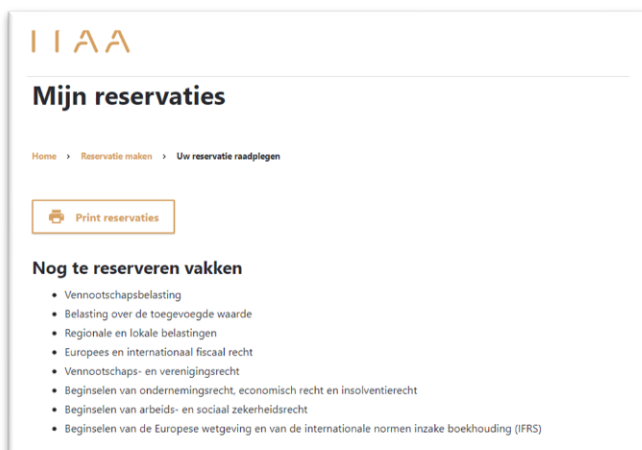 IIAA
Mijn reservaties
Home > Reservatie maken > Uw reservatie raadplegen
Print reservaties
Nog te reserveren vakken
• Vennootschapsbelasting
• Belasting over de toegevoegde waarde
• Regionale en lokale belastingen
• Europees en internationaal fiscaal recht
• Vennootschaps- en verenigingsrecht
• Beginselen van ondernemingsrecht, economisch recht en insolventierecht
• Beginselen van arbeids- en sociaal zekerheidsrecht
• Beginselen van de Europese wetgeving en van de internationale normen inzake boekhouding (IFRS)